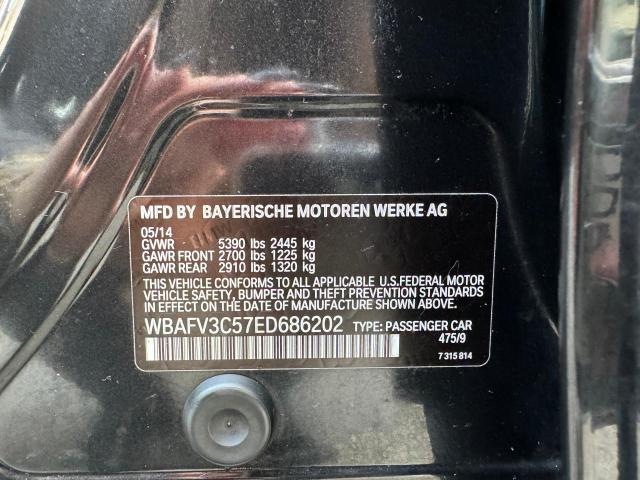 MFD BY BAYERISCHE MOTOREN WERKE AG
05/14
GVWR 5390 lbs 2445 kg
GAWR FRONT 2700 lbs 1225 kg
GAWR REAR 2910 lbs 1320 kg
THIS VEHICLE CONFORMS TO ALL APPLICABLE U.S.FEDERAL MOTOR
VEHICLE SAFETY, BUMPER AND THEFT PREVENTION STANDARDS
IN EFFECT ON THE DATE OF MANUFACTURE SHOWN ABOVE.
WBAFV3C57ED686202 TYPE: PASSENGER CAR
475/9
7 315 814